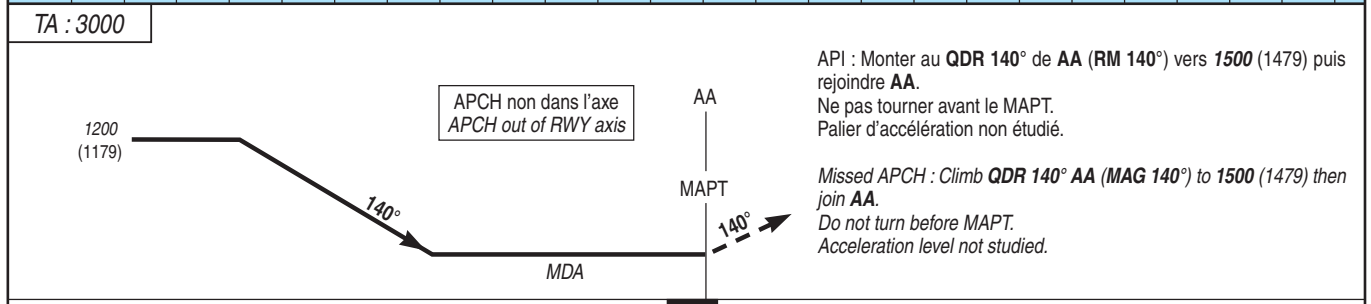 TA : 3000
API : Monter au QDR 140° de AA (RM 140°) vers 1500 (1479) puis
rejoindre AA.
Ne pas tourner avant le MAPT.
Palier d'accélération non étudié.
Missed APCH : Climb QDR 140° AA (MAG 140°) to 1500 (1479) then
join AA.
Do not turn before MAPT.
Acceleration level not studied.
APCH non dans l'axe
APCH out of RWY axis
AA
1200
(1179)
MAPT
140°
140°
MDA